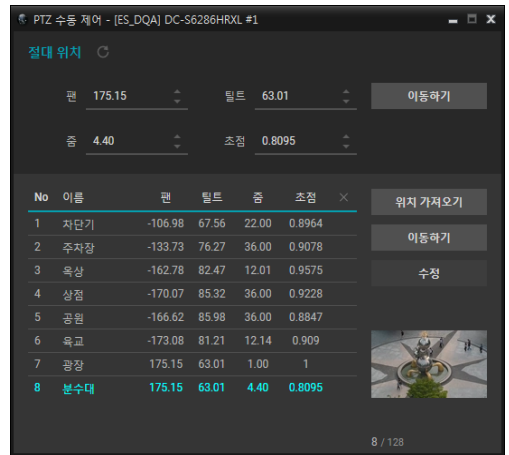 PTZ 수동 제어 - [ES_DQA] DC-S6286HRXL #1
절대 위치
팬 175.15 틸트 63.01 이동하기
줌 4.40 초점 0.8095
No 이름 팬 틸트 줌 초점
위치 가져오기
1 차단기 -106.98 67.56 22.00 0.8964
2 주차장 -133.73 76.27 36.00 0.9078
이동하기
3 옥상 -162.78 82.47 12.01 0.9575
수정
4 상점 -170.07 85.32 36.00 0.9228
5 공원 -166.62 85.98 36.00 0.8847
6 육교 -173.08 81.21 12.14 0.909
7 광장 175.15 63.01 1.00 1
8 분수대 175.15 63.01 4.40 0.8095
8 / 128